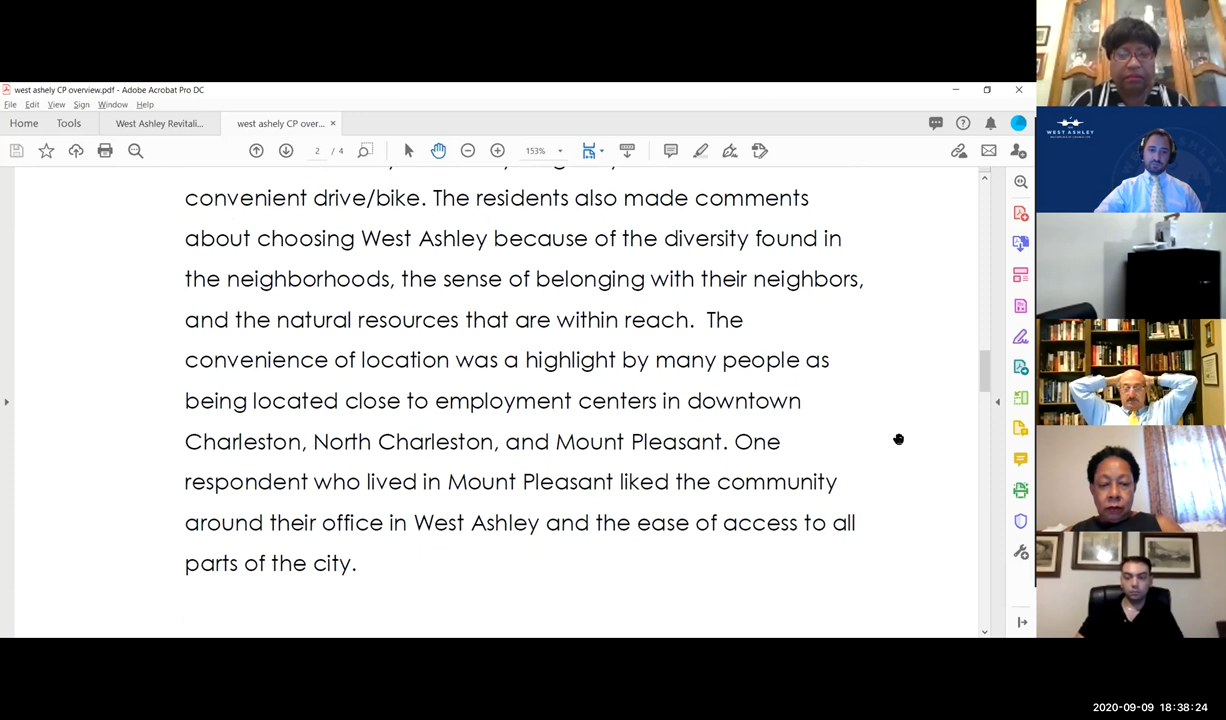 west ashely CP overview.pdf - Adobe Acrobat Pro DC
File Edit View Sign Window Help
Home Tools West Ashley Revitali... west ashely CP over... ×
2 / 4 153%
convenient drive/bike. The residents also made comments
about choosing West Ashley because of the diversity found in
the neighborhoods, the sense of belonging with their neighbors,
and the natural resources that are within reach.  The
convenience of location was a highlight by many people as
being located close to employment centers in downtown
Charleston, North Charleston, and Mount Pleasant. One
respondent who lived in Mount Pleasant liked the community
around their office in West Ashley and the ease of access to all
parts of the city.
WEST ASHLEY
2020-09-09 18:38:24